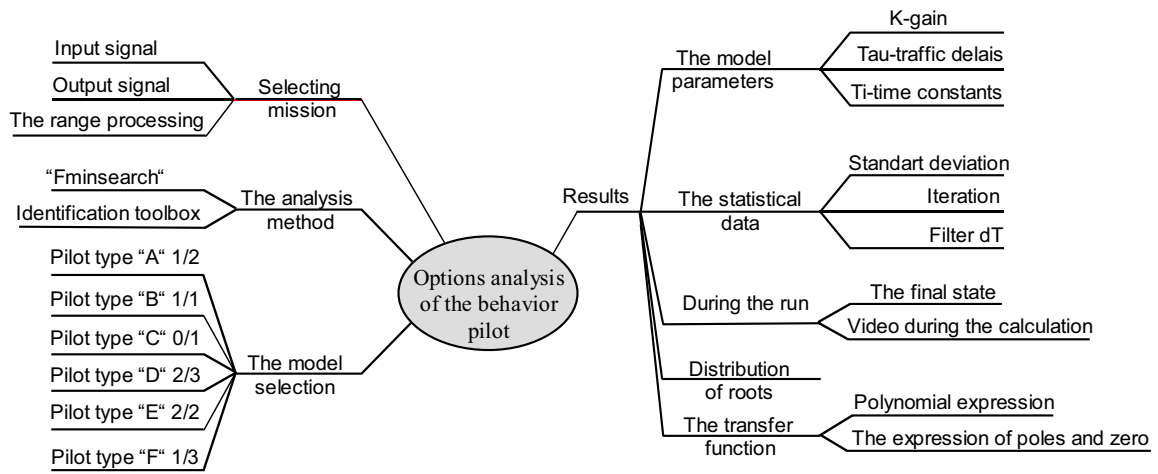 Input signal
Output signal
The range processing
Selecting
mission
“Fminsearch“
Identification toolbox
The analysis
method
Pilot type “A“ 1/2
Pilot type “B“ 1/1
Pilot type “C“ 0/1
Pilot type “D“ 2/3
Pilot type “E“ 2/2
Pilot type “F“ 1/3
The model
selection
Options analysis
of the behavior
pilot
Results
The model
parameters
K-gain
Tau-traffic delais
Ti-time constants
The statistical
data
Standart deviation
Iteration
Filter dT
During the run
The final state
Video during the calculation
Distribution
of roots
The transfer
function
Polynomial expression
The expression of poles and zero